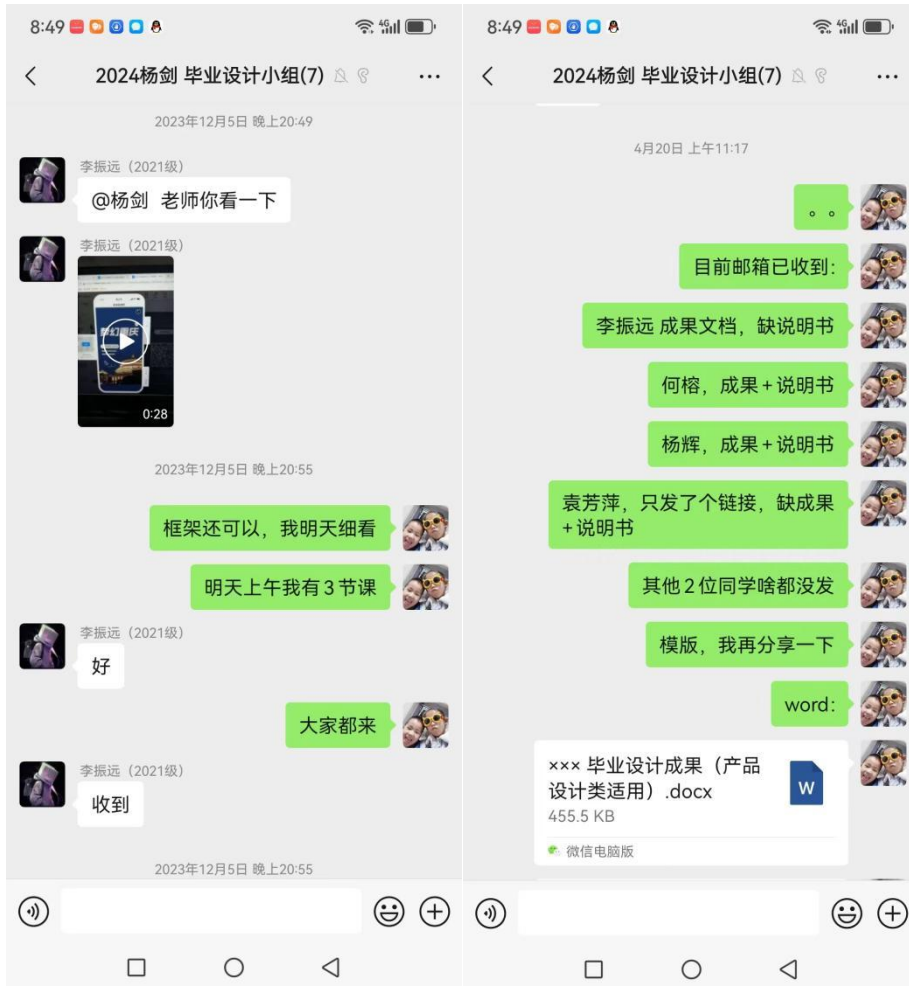 8:49
4G
2024杨剑 毕业设计小组(7)
2023年12月5日 晚上20:49
李振远（2021级）
@杨剑 老师你看一下
李振远（2021级）
梦幻重庆
0:28
2023年12月5日 晚上20:55
框架还可以，我明天细看
明天上午我有3节课
李振远（2021级）
好
大家都来
李振远（2021级）
收到
2023年12月5日 晚上20:55
8:49
4G
2024杨剑 毕业设计小组(7)
4月20日 上午11:17
。。
目前邮箱已收到:
李振远 成果文档，缺说明书
何榕，成果+说明书
杨辉，成果+说明书
袁芳萍，只发了个链接，缺成果
+说明书
其他2位同学啥都没发
模版，我再分享一下
word:
××× 毕业设计成果（产品
设计类适用）.docx
W
455.5 KB
微信电脑版